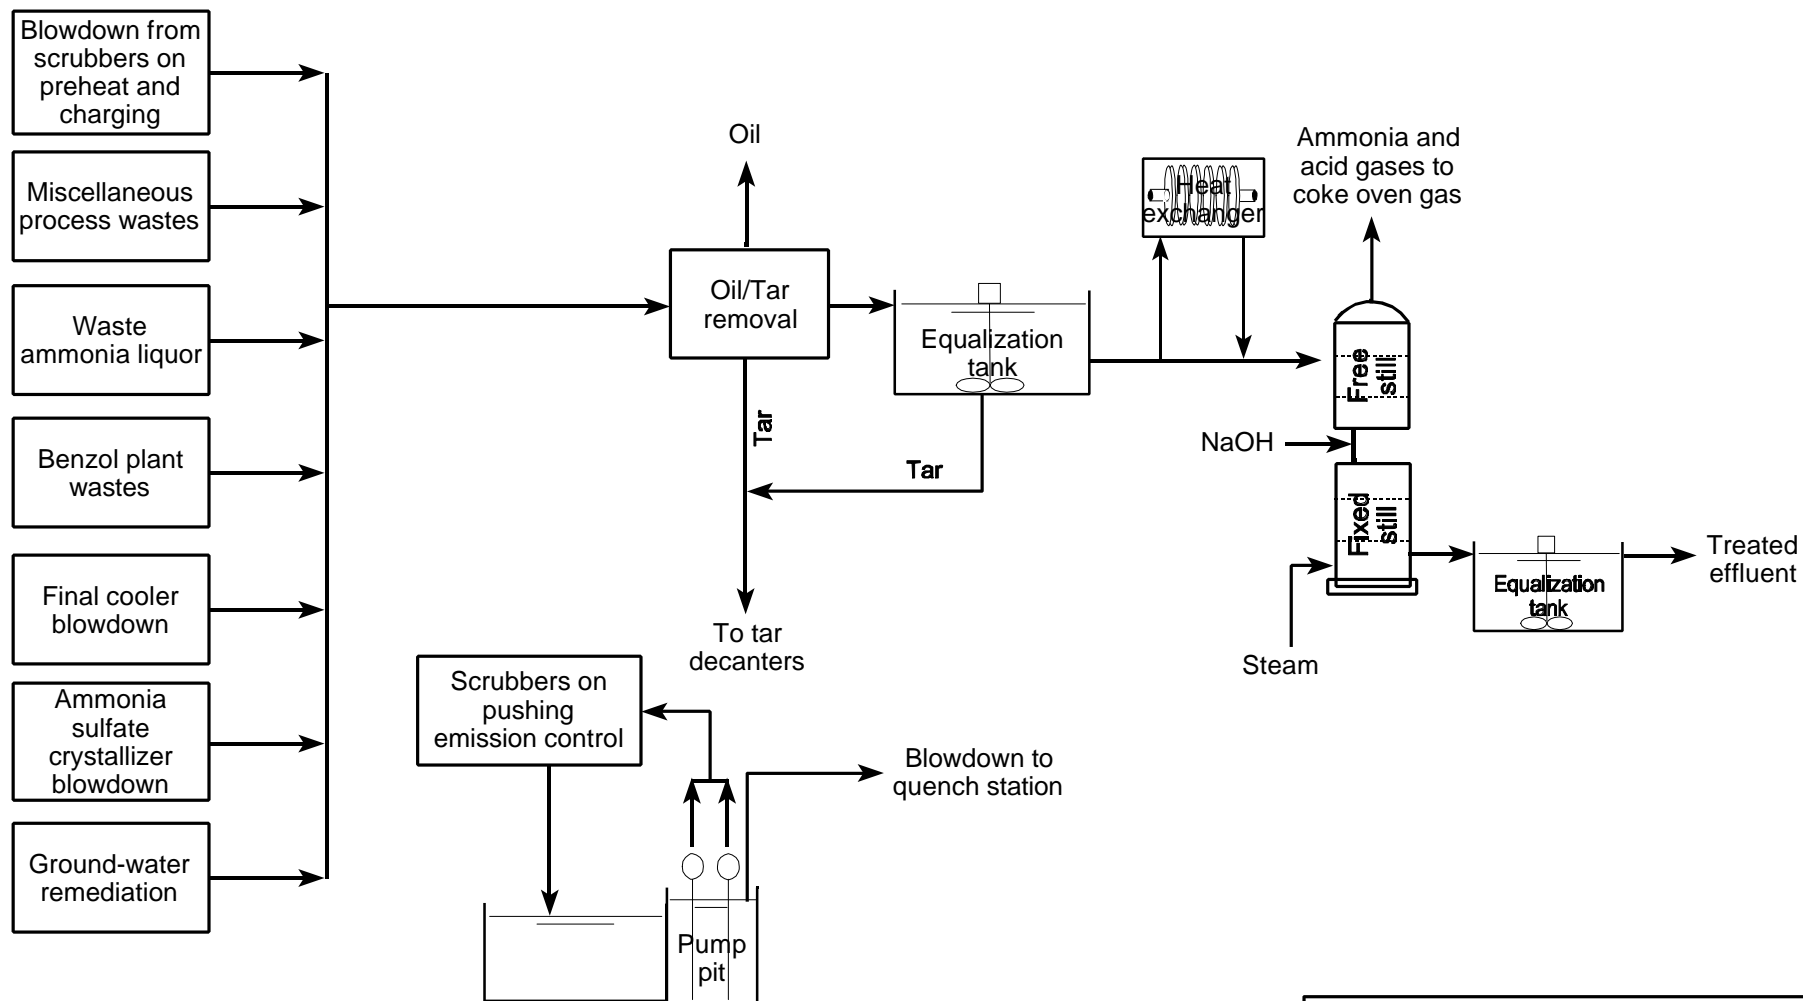 Blowdown from
scrubbers on
preheat and
charging
Miscellaneous
process wastes
Waste
ammonia liquor
Benzol plant
wastes
Final cooler
blowdown
Ammonia
sulfate
crystallizer
blowdown
Ground-water
remediation
Oil
Oil/Tar
removal
Tar
Tar
To tar
decanters
Equalization
tank
Heat
exchanger
Ammonia and
acid gases to
coke oven gas
Free
still
NaOH
Fixed
still
Steam
Equalization
tank
Treated
effluent
Scrubbers on
pushing
emission control
Blowdown to
quench station
Pump
pit